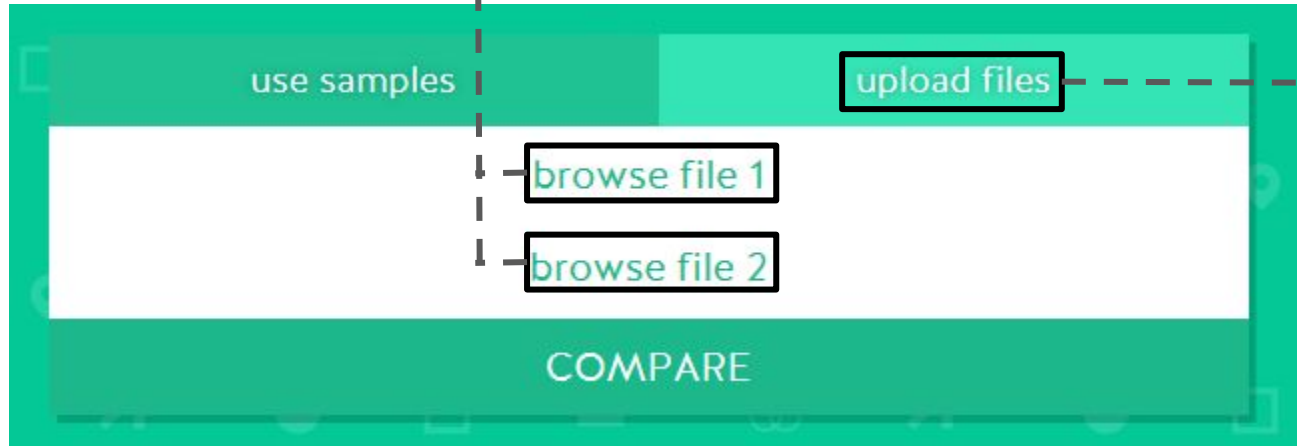 use samples
upload files
browse file 1
browse file 2
COMPARE